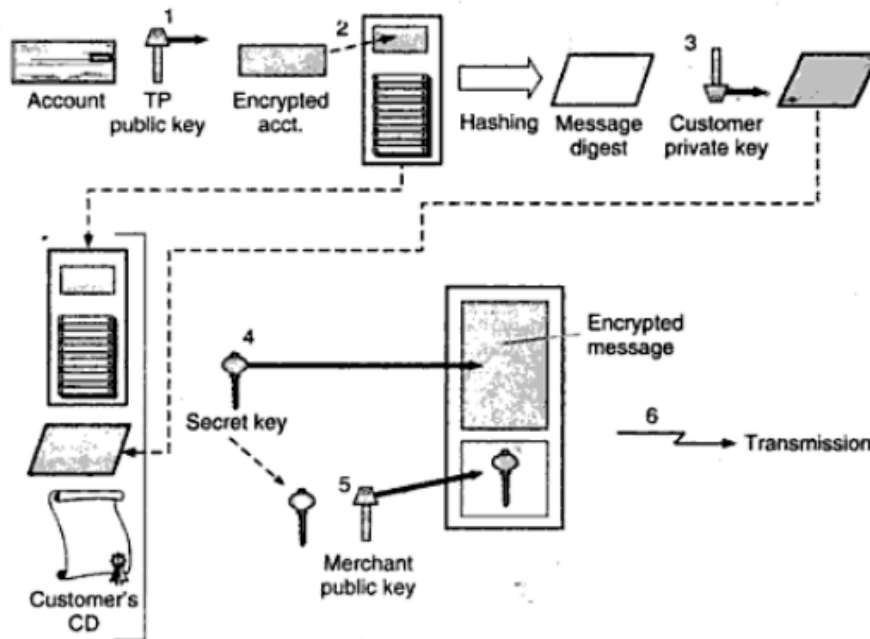 1
2
3
Account
TP
public key
Encrypted
acct.
Hashing
Message
digest
Customer
private key
4
Secret key
Encrypted
message
5
Merchant
public key
6
Transmission
Customer's
CD